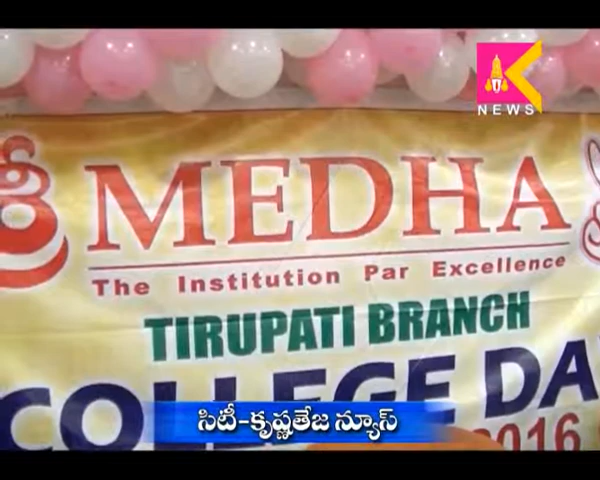 K
NEWS
శ్రీ MEDHA
The Institution Par Excellence
TIRUPATI BRANCH
COLLEGE DA
2016
సిటీ-కృష్ణతేజ న్యూస్